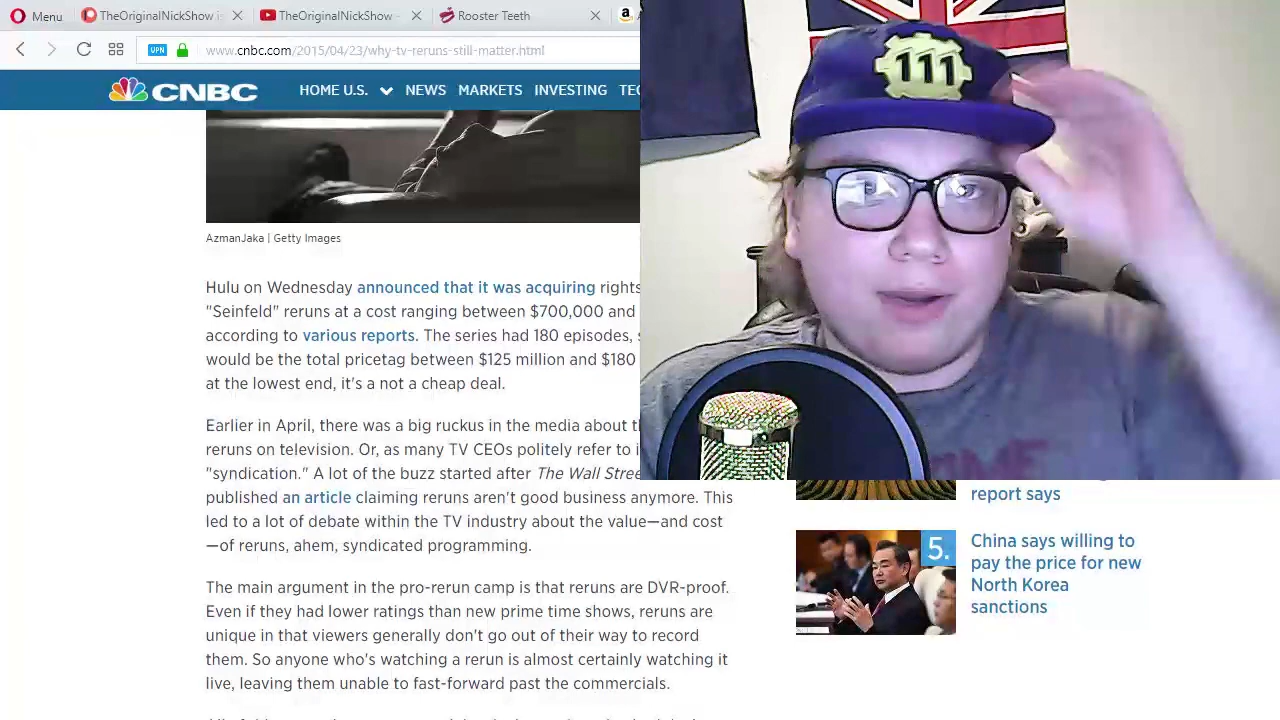 Menu
TheOriginalNickShow is
TheOriginalNickShow -
Rooster Teeth
VPN
www.cnbc.com/2015/04/23/why-tv-reruns-still-matter.html
CNBC
HOME U.S.
NEWS
MARKETS
INVESTING
TEC
111
AzmanJaka | Getty Images
Hulu on Wednesday announced that it was acquiring rights
"Seinfeld" reruns at a cost ranging between $700,000 and
according to various reports. The series had 180 episodes,
would be the total pricetag between $125 million and $180
at the lowest end, it's a not a cheap deal.
Earlier in April, there was a big ruckus in the media about
reruns on television. Or, as many TV CEOs politely refer to
"syndication." A lot of the buzz started after The Wall Stree
published an article claiming reruns aren't good business anymore. This
led to a lot of debate within the TV industry about the value—and cost
—of reruns, ahem, syndicated programming.
The main argument in the pro-rerun camp is that reruns are DVR-proof.
Even if they had lower ratings than new prime time shows, reruns are
unique in that viewers generally don't go out of their way to record
them. So anyone who's watching a rerun is almost certainly watching it
live, leaving them unable to fast-forward past the commercials.
report says
5.
China says willing to
pay the price for new
North Korea
sanctions